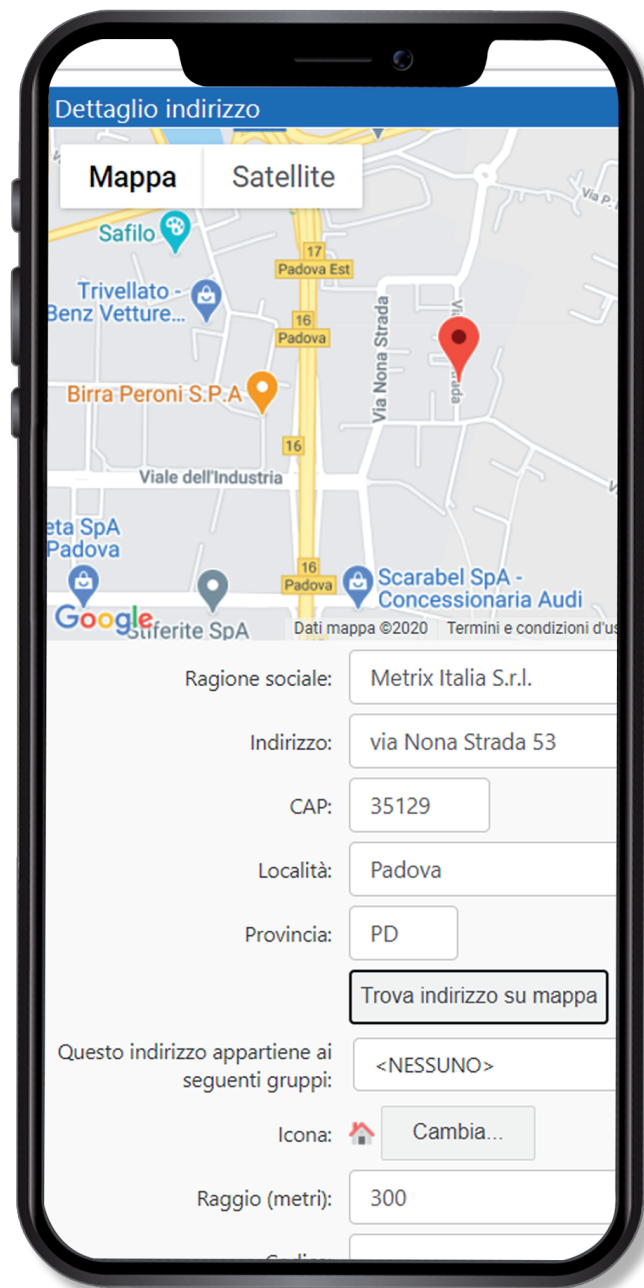 Dettaglio indirizzo
Mappa
Satellite
Via P.
Safilo
17
Padova Est
Trivellato -
Benz Vetture...
16
Padova
Via Nona Strada
Birra Peroni S.P.A
16
Viale dell'Industria
eta SpA
Padova
16
Padova
Scarabel SpA -
Concessionaria Audi
Google
Stiferite SpA
Dati mappa ©2020
Termini e condizioni d'us
Ragione sociale:
Metrix Italia S.r.l.
Indirizzo:
via Nona Strada 53
CAP:
35129
Località:
Padova
Provincia:
PD
Trova indirizzo su mappa
Questo indirizzo appartiene ai
seguenti gruppi:
<NESSUNO>
Icona:
Cambia...
Raggio (metri):
300